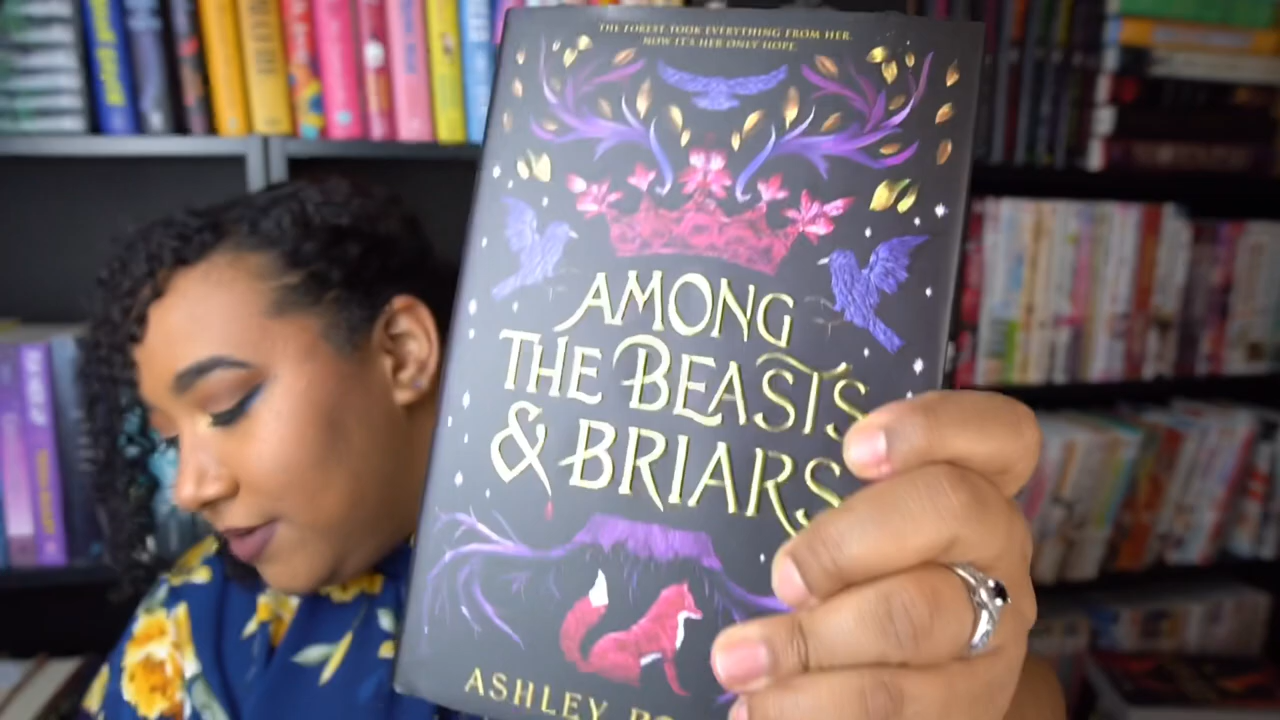 THE FOREST TOOK EVERYTHING FROM HER.
NOW IT'S HER ONLY HOPE.
AMONG
THE BEASTS
& BRIARS
ASHLEY